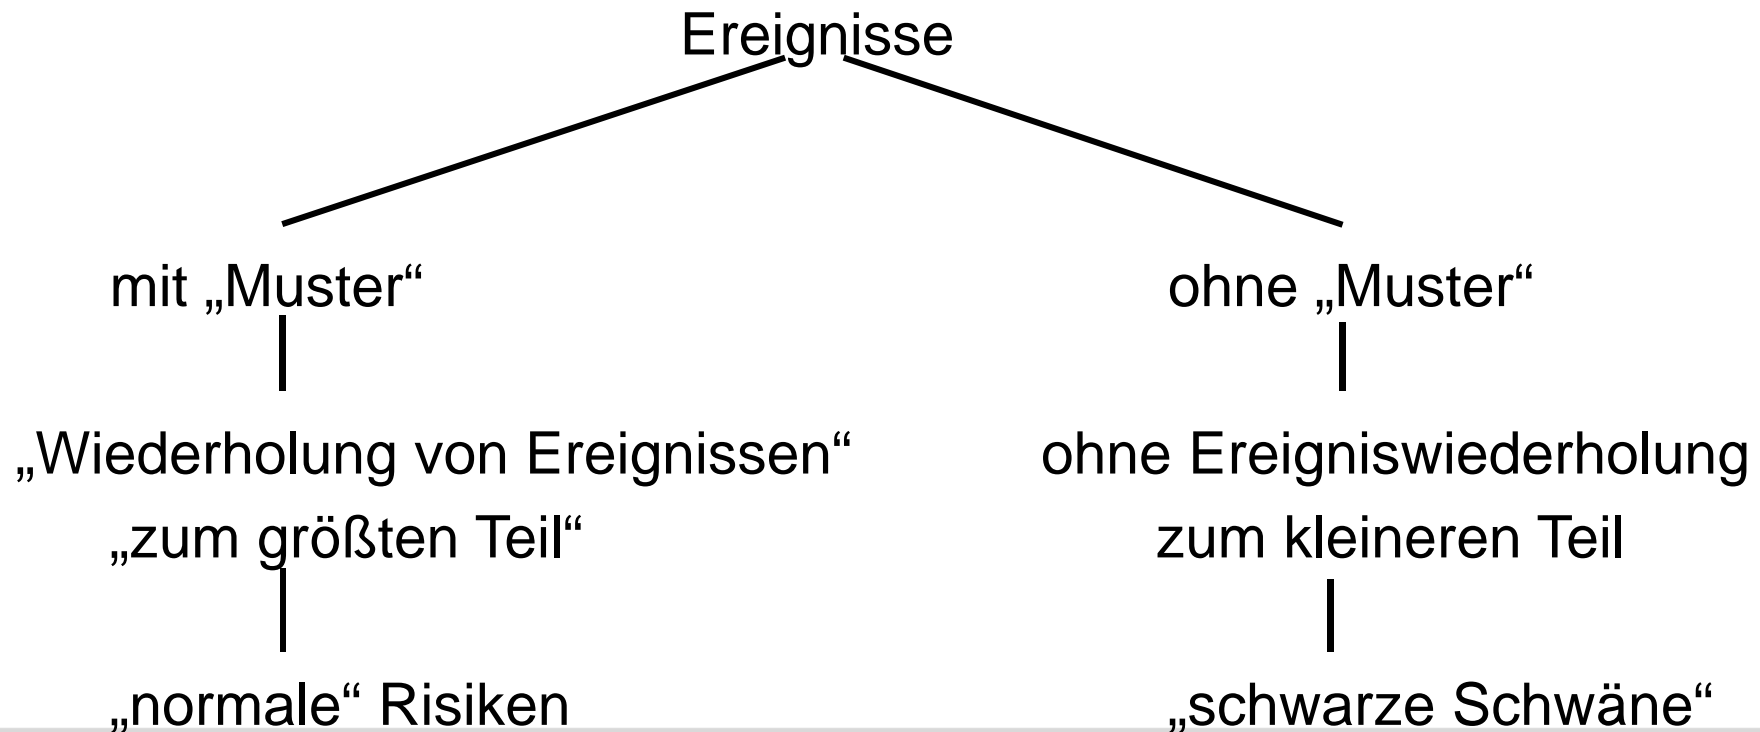 Ereignisse
mit „Muster“
ohne „Muster“
„Wiederholung von Ereignissen“
ohne Ereigniswiederholung
„zum größten Teil“
zum kleineren Teil
„normale“ Risiken
„schwarze Schwäne“